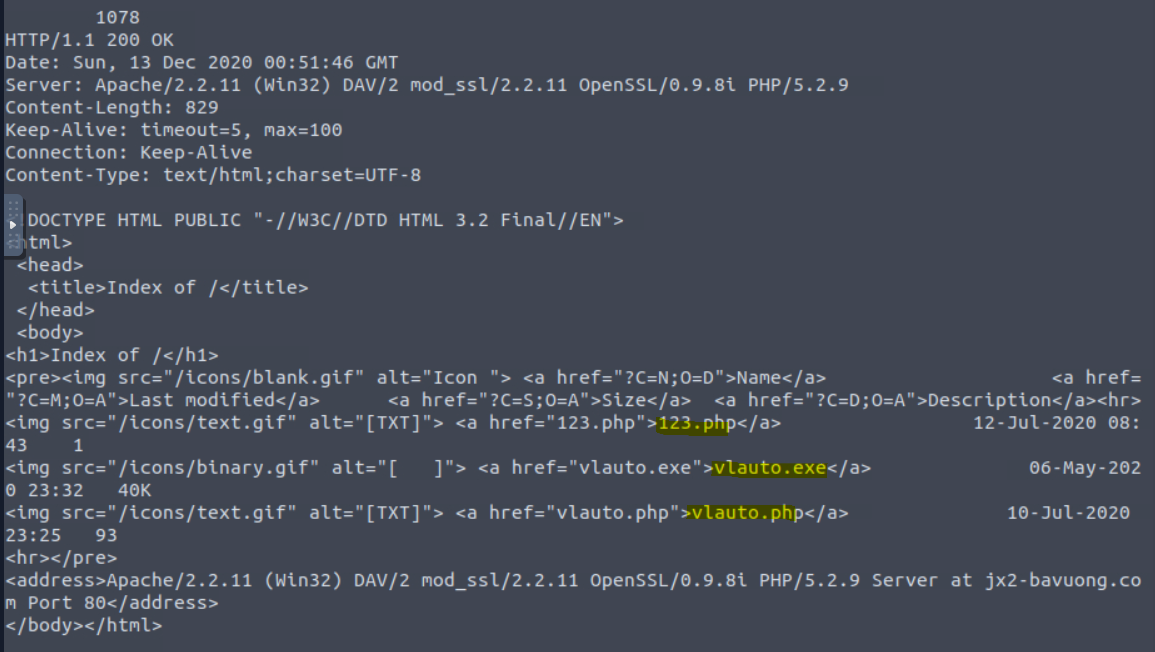 1078
HTTP/1.1 200 OK
Date: Sun, 13 Dec 2020 00:51:46 GMT
Server: Apache/2.2.11 (Win32) DAV/2 mod_ssl/2.2.11 OpenSSL/0.9.8i PHP/5.2.9
Content-Length: 829
Keep-Alive: timeout=5, max=100
Connection: Keep-Alive
Content-Type: text/html;charset=UTF-8
DOCTYPE HTML PUBLIC "-//W3C//DTD HTML 3.2 Final//EN">
<html>
 <head>
  <title>Index of /</title>
 </head>
 <body>
<h1>Index of /</h1>
<pre><img src="/icons/blank.gif" alt="Icon "> <a href="?C=N;O=D">Name</a>                    <a href=
"?C=M;O=A">Last modified</a>      <a href="?C=S;O=A">Size</a>  <a href="?C=D;O=A">Description</a><hr>
<img src="/icons/text.gif" alt="[TXT]"> <a href="123.php">123.php</a>                 12-Jul-2020 08:
43    1
<img src="/icons/binary.gif" alt="[   ]"> <a href="vlauto.exe">vlauto.exe</a>              06-May-202
0 23:32   40K
<img src="/icons/text.gif" alt="[TXT]"> <a href="vlauto.php">vlauto.php</a>              10-Jul-2020
23:25   93
<hr></pre>
<address>Apache/2.2.11 (Win32) DAV/2 mod_ssl/2.2.11 OpenSSL/0.9.8i PHP/5.2.9 Server at jx2-bavuong.co
m Port 80</address>
</body></html>